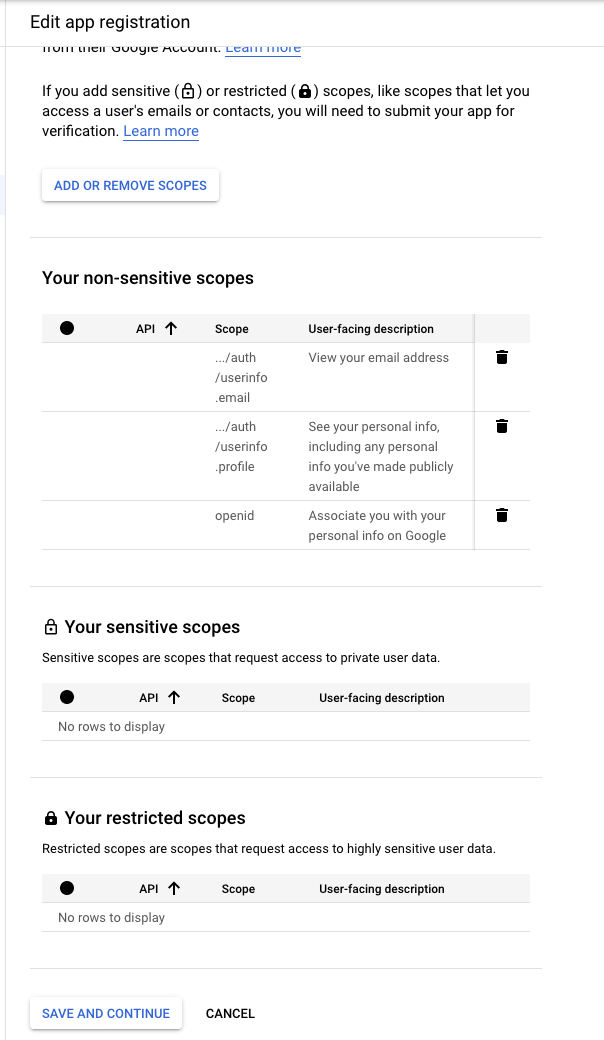 Edit app registration
from their Google Account. Learn more
If you add sensitive ( ) or restricted ( ) scopes, like scopes that let you
access a user's emails or contacts, you will need to submit your app for
verification. Learn more
ADD OR REMOVE SCOPES
Your non-sensitive scopes
API Scope User-facing description
.../auth
/userinfo
.email
View your email address
.../auth
/userinfo
.profile
See your personal info,
including any personal
info you've made publicly
available
openid
Associate you with your
personal info on Google
Your sensitive scopes
Sensitive scopes are scopes that request access to private user data.
API Scope User-facing description
No rows to display
Your restricted scopes
Restricted scopes are scopes that request access to highly sensitive user data.
API Scope User-facing description
No rows to display
SAVE AND CONTINUE CANCEL